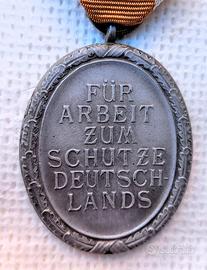 FÜR
ARBEIT
ZUM
SCHUTZE
DEUTSCH-
LANDS